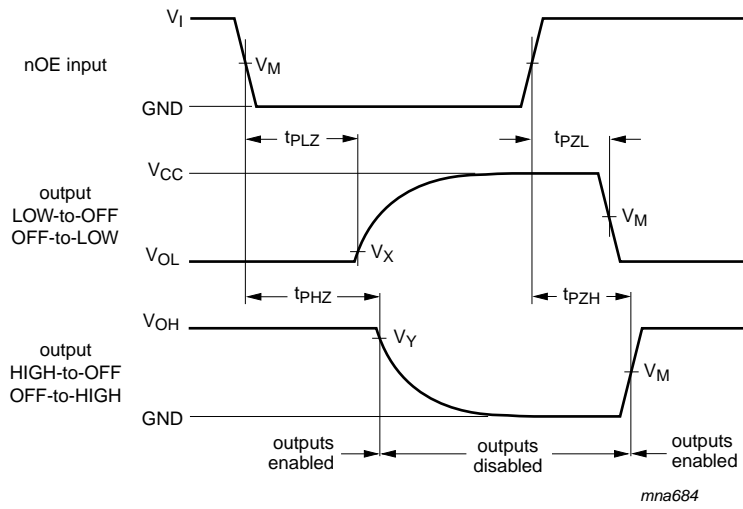 V_I
nOE input
V_M
GND
t_PLZ
t_PZL
V_CC
output
LOW-to-OFF
OFF-to-LOW
V_M
V_OL
V_X
t_PHZ
t_PZH
V_OH
output
HIGH-to-OFF
OFF-to-HIGH
V_Y
V_M
GND
outputs
enabled
outputs
disabled
outputs
enabled
mna684